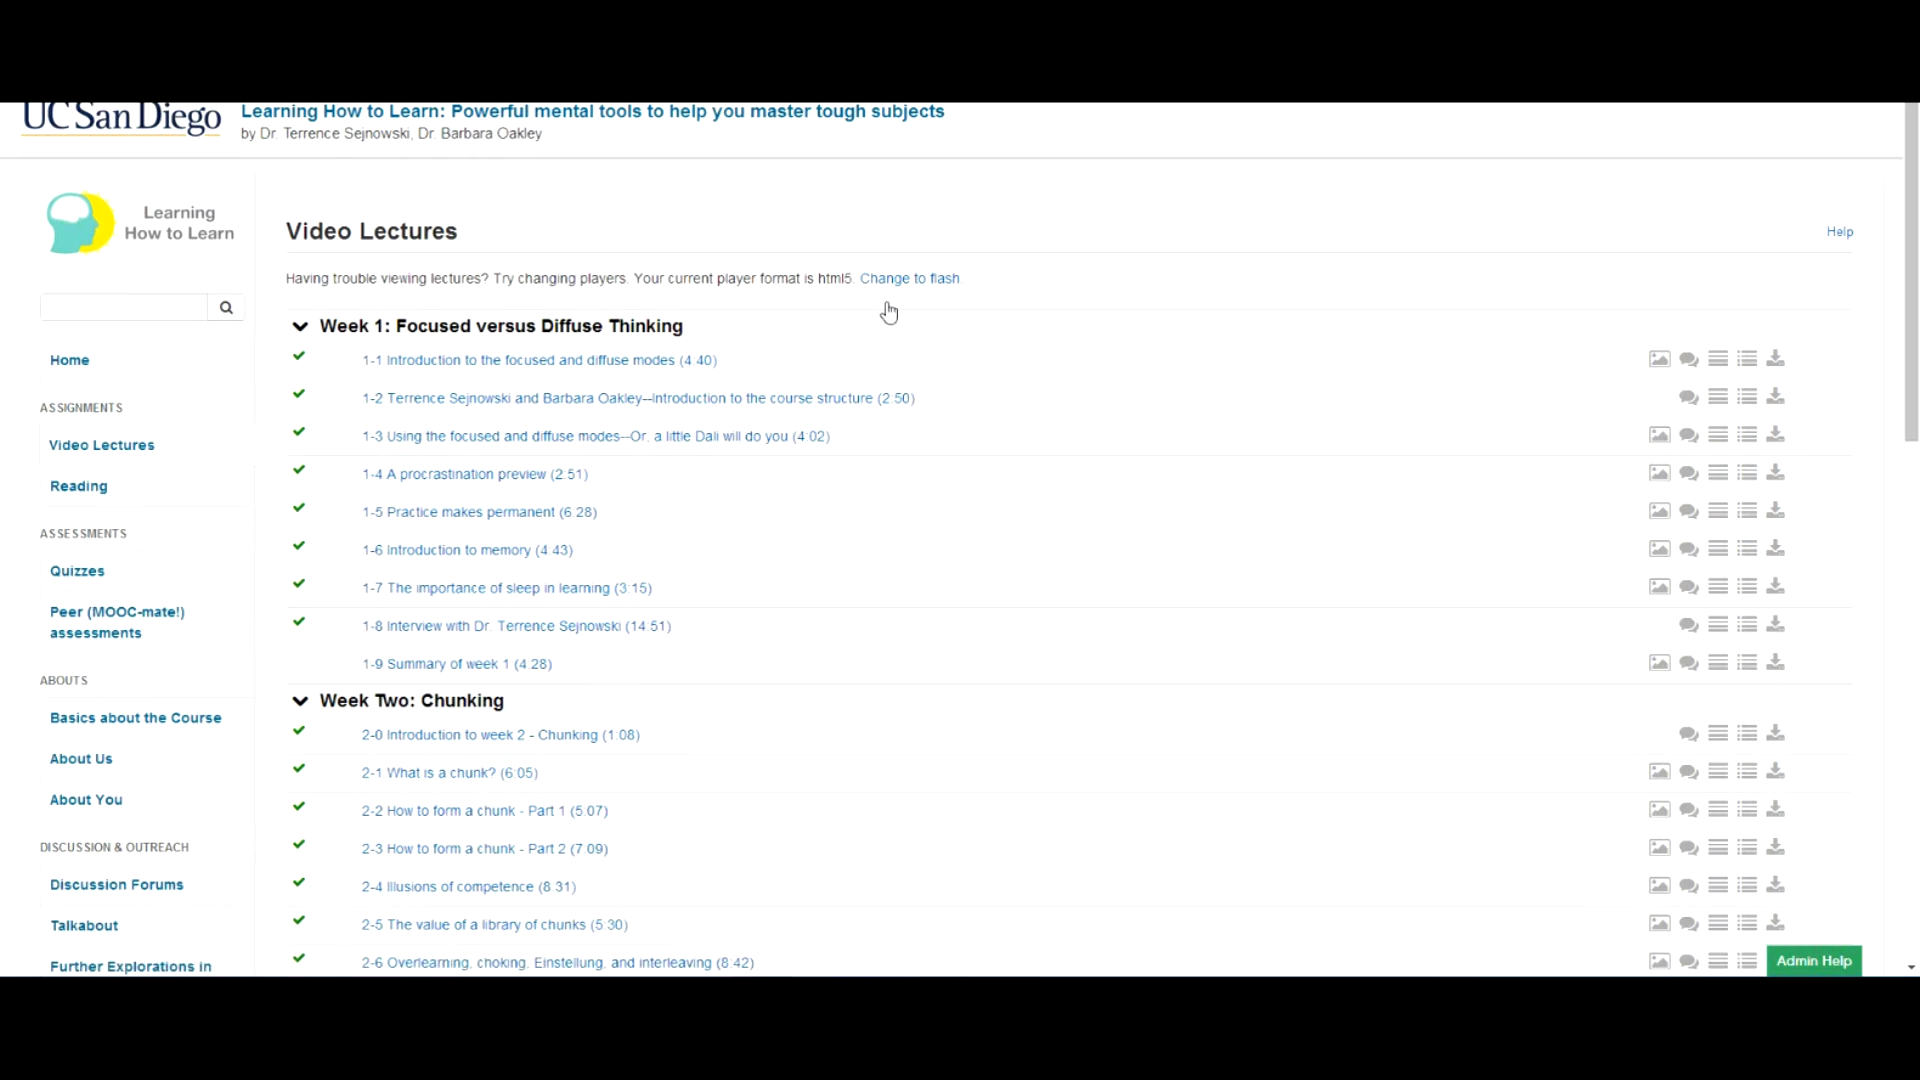 UC San Diego
Learning How to Learn: Powerful mental tools to help you master tough subjects
by Dr. Terrence Sejnowski, Dr. Barbara Oakley
Learning
How to Learn
Home
ASSIGNMENTS
Video Lectures
Reading
ASSESSMENTS
Quizzes
Peer (MOOC-mate!)
assessments
ABOUTS
Basics about the Course
About Us
About You
DISCUSSION & OUTREACH
Discussion Forums
Talkabout
Further Explorations in
Video Lectures
Help
Having trouble viewing lectures? Try changing players. Your current player format is html5. Change to flash.
Week 1: Focused versus Diffuse Thinking
1-1 Introduction to the focused and diffuse modes (4:40)
1-2 Terrence Sejnowski and Barbara Oakley--Introduction to the course structure (2:50)
1-3 Using the focused and diffuse modes--Or, a little Dali will do you (4:02)
1-4 A procrastination preview (2:51)
1-5 Practice makes permanent (6:28)
1-6 Introduction to memory (4:43)
1-7 The importance of sleep in learning (3:15)
1-8 Interview with Dr. Terrence Sejnowski (14:51)
1-9 Summary of week 1 (4:28)
Week Two: Chunking
2-0 Introduction to week 2 - Chunking (1:08)
2-1 What is a chunk? (6:05)
2-2 How to form a chunk - Part 1 (5:07)
2-3 How to form a chunk - Part 2 (7:09)
2-4 Illusions of competence (8:31)
2-5 The value of a library of chunks (5:30)
2-6 Overlearning, choking, Einstellung, and interleaving (8:42)
Admin Help